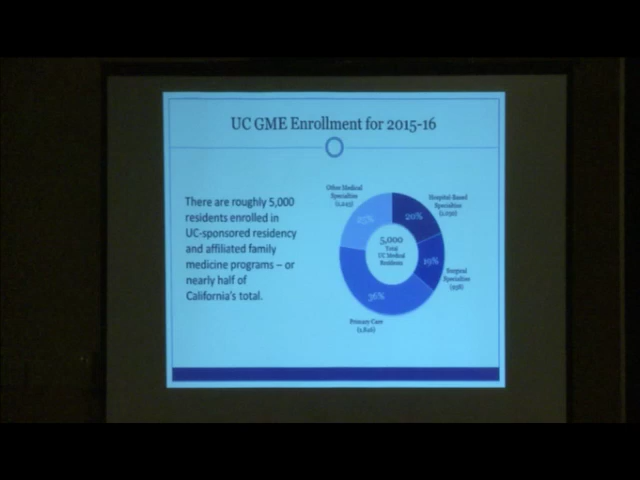 UC GME Enrollment for 2015-16
There are roughly 5,000
residents enrolled in
UC-sponsored residency
and affiliated family
medicine programs – or
nearly half of
California's total.
Other Medical
Specialties
25%
Hospital-Based
Specialties
20%
5,000
Total
UC Medical
Residents
19%
Surgical
Specialties
36%
Primary Care